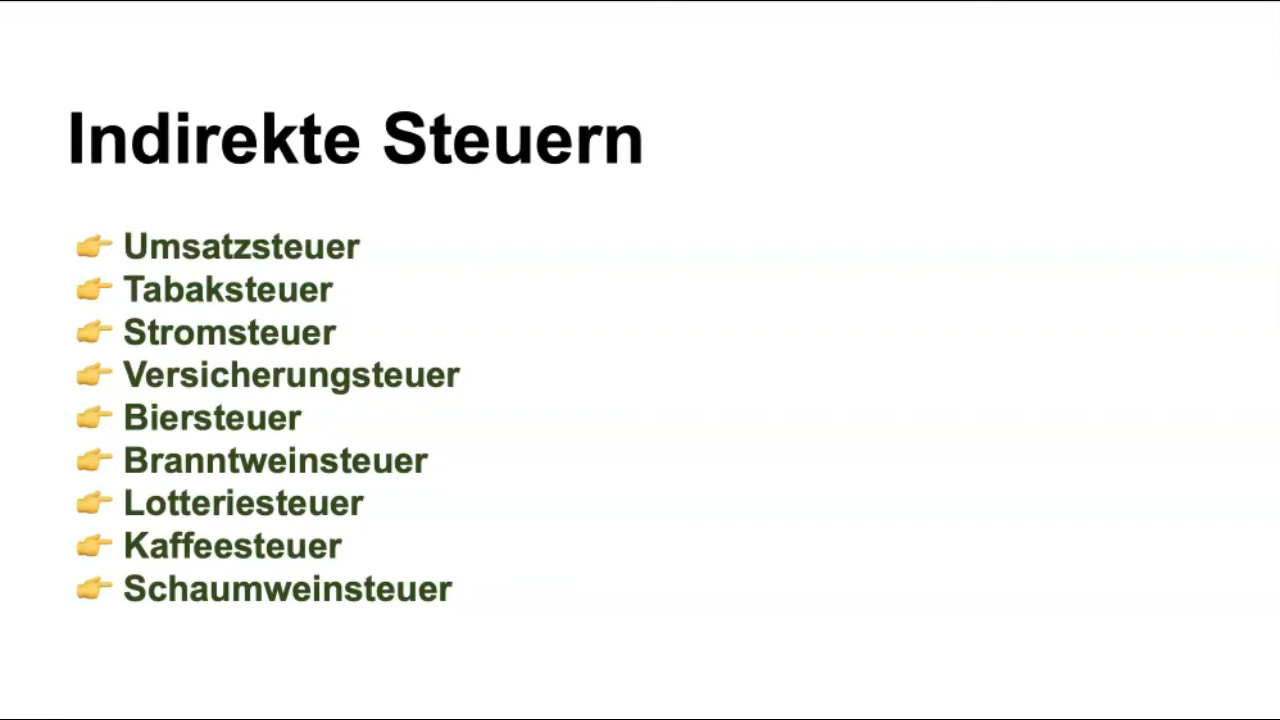 Indirekte Steuern
👉 Umsatzsteuer
👉 Tabaksteuer
👉 Stromsteuer
👉 Versicherungsteuer
👉 Biersteuer
👉 Branntweinsteuer
👉 Lotteriesteuer
👉 Kaffeesteuer
👉 Schaumweinsteuer